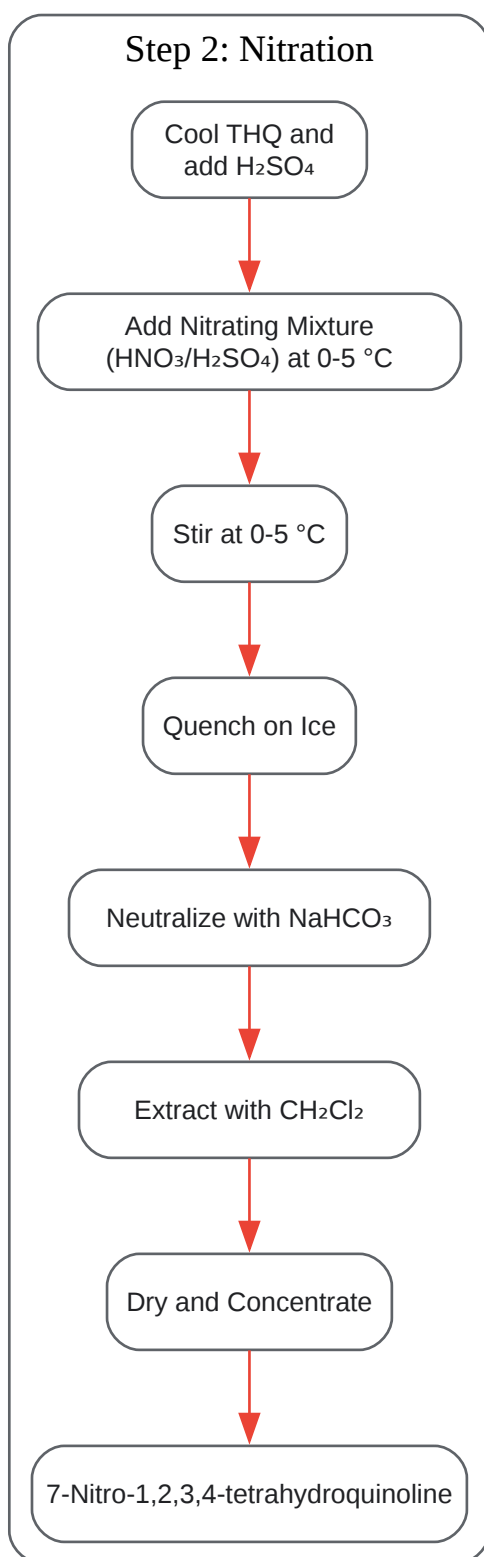 Step 2: Nitration
Cool THQ and
add H₂SO₄
Add Nitrating Mixture
(HNO₃/H₂SO₄) at 0-5 °C
Stir at 0-5 °C
Quench on Ice
Neutralize with NaHCO₃
Extract with CH₂Cl₂
Dry and Concentrate
7-Nitro-1,2,3,4-tetrahydroquinoline